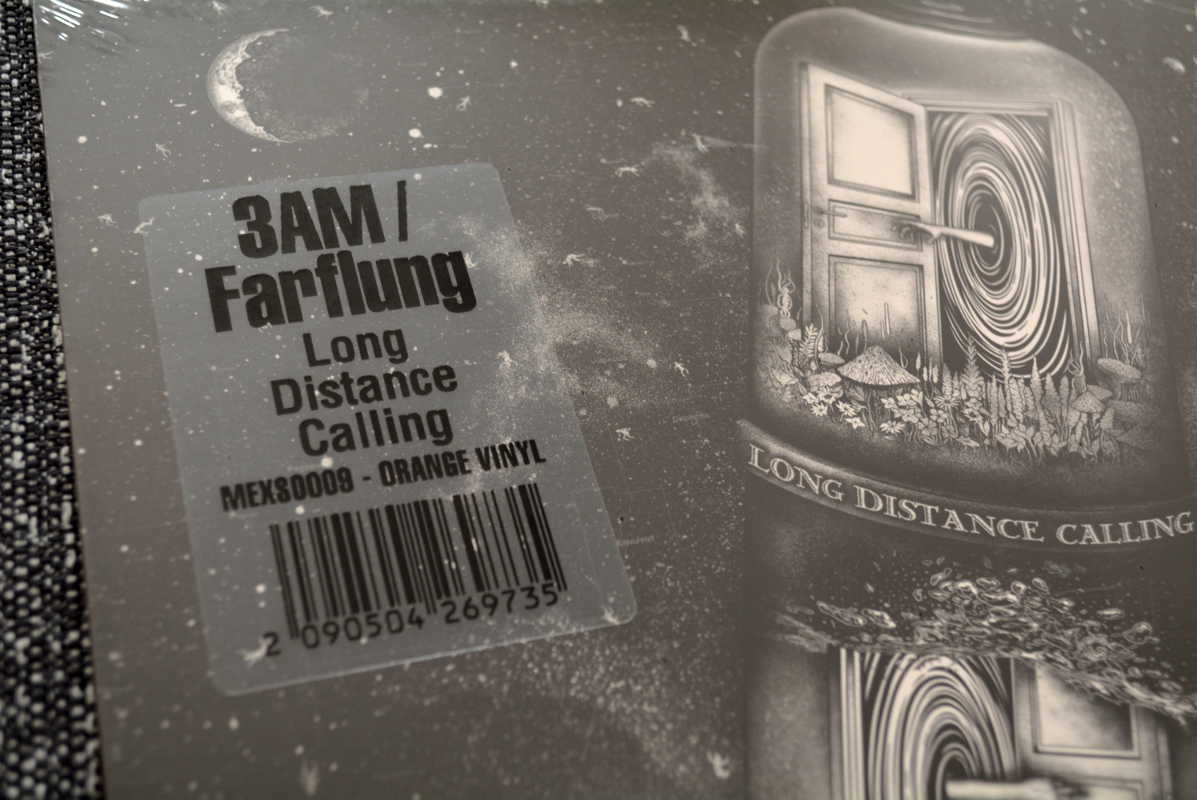 3AM /
Farflung
Long
Distance
Calling
MEXS0009 - ORANGE VINYL
2 090504 269735
LONG DISTANCE CALLING